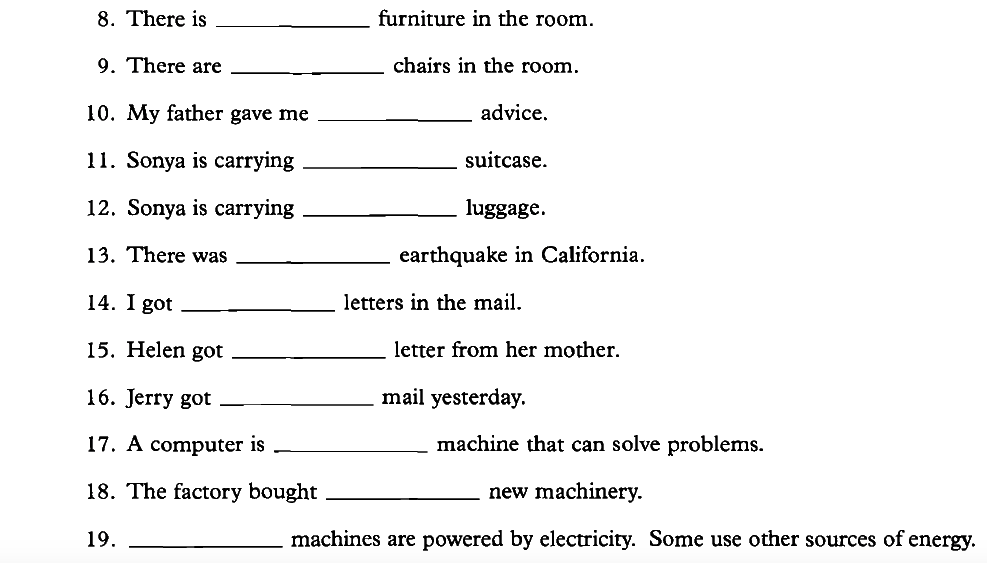 8. There is ____________ furniture in the room.
9. There are ____________ chairs in the room.
10. My father gave me ____________ advice.
11. Sonya is carrying ____________ suitcase.
12. Sonya is carrying ____________ luggage.
13. There was ____________ earthquake in California.
14. I got ____________ letters in the mail.
15. Helen got ____________ letter from her mother.
16. Jerry got ____________ mail yesterday.
17. A computer is ____________ machine that can solve problems.
18. The factory bought ____________ new machinery.
19. ____________ machines are powered by electricity. Some use other sources of energy.